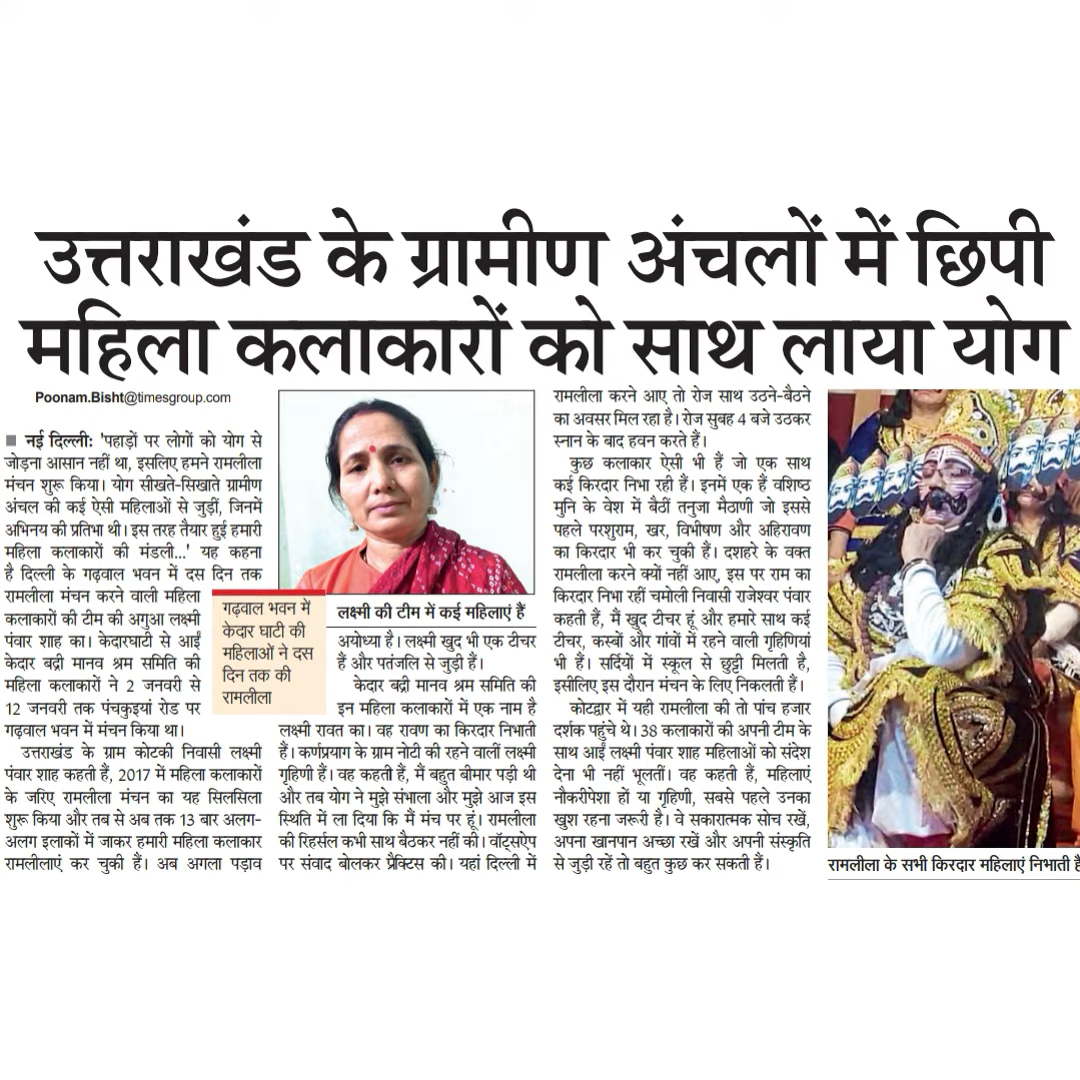 उत्तराखंड के ग्रामीण अंचलों में छिपी
महिला कलाकारों को साथ लाया योग
Poonam.Bisht@timesgroup.com
■ नई दिल्ली: 'पहाड़ों पर लोगों को योग से
जोड़ना आसान नहीं था, इसलिए हमने रामलीला
मंचन शुरू किया। योग सीखते-सिखाते ग्रामीण
अंचल की कई ऐसी महिलाओं से जुड़ीं, जिनमें
अभिनय की प्रतिभा थी। इस तरह तैयार हुई हमारी
महिला कलाकारों की मंडली...' यह कहना
है दिल्ली के गढ़वाल भवन में दस दिन तक
रामलीला मंचन करने वाली महिला
कलाकारों की टीम की अगुआ लक्ष्मी
पंवार शाह का। केदारघाटी से आईं
केदार बद्री मानव श्रम समिति की
महिला कलाकारों ने 2 जनवरी से
12 जनवरी तक पंचकुइयां रोड पर
गढ़वाल भवन में मंचन किया था।
उत्तराखंड के ग्राम कोटकी निवासी लक्ष्मी
पंवार शाह कहती हैं, 2017 में महिला कलाकारों
के जरिए रामलीला मंचन का यह सिलसिला
शुरू किया और तब से अब तक 13 बार अलग-
अलग इलाकों में जाकर हमारी महिला कलाकार
रामलीलाएं कर चुकी हैं। अब अगला पड़ाव
गढ़वाल भवन में
केदार घाटी की
महिलाओं ने दस
दिन तक की
रामलीला
लक्ष्मी की टीम में कई महिलाएं हैं
अयोध्या है। लक्ष्मी खुद भी एक टीचर
हैं और पतंजलि से जुड़ी हैं।
केदार बद्री मानव श्रम समिति की
इन महिला कलाकारों में एक नाम है
लक्ष्मी रावत का। वह रावण का किरदार निभाती
हैं। कर्णप्रयाग के ग्राम नोटी की रहने वालीं लक्ष्मी
गृहिणी हैं। वह कहती हैं, मैं बहुत बीमार पड़ी थी
और तब योग ने मुझे संभाला और मुझे आज इस
स्थिति में ला दिया कि मैं मंच पर हूं। रामलीला
की रिहर्सल कभी साथ बैठकर नहीं की। वॉट्सऐप
पर संवाद बोलकर प्रैक्टिस की। यहां दिल्ली में
रामलीला करने आए तो रोज साथ उठने-बैठने
का अवसर मिल रहा है। रोज सुबह 4 बजे उठकर
स्नान के बाद हवन करते हैं।
कुछ कलाकार ऐसी भी हैं जो एक साथ
कई किरदार निभा रही हैं। इनमें एक हैं वशिष्ठ
मुनि के वेश में बैठीं तनुजा मैठाणी जो इससे
पहले परशुराम, खर, विभीषण और अहिरावण
का किरदार भी कर चुकी हैं। दशहरे के वक्त
रामलीला करने क्यों नहीं आए, इस पर राम का
किरदार निभा रहीं चमोली निवासी राजेश्वर पंवार
कहती हैं, मैं खुद टीचर हूं और हमारे साथ कई
टीचर, कस्बों और गांवों में रहने वाली गृहिणियां
भी हैं। सर्दियों में स्कूल से छुट्टी मिलती है,
इसीलिए इस दौरान मंचन के लिए निकलती हैं।
कोटद्वार में यही रामलीला की तो पांच हजार
दर्शक पहुंचे थे। 38 कलाकारों की अपनी टीम के
साथ आईं लक्ष्मी पंवार शाह महिलाओं को संदेश
देना भी नहीं भूलतीं। वह कहती हैं, महिलाएं
नौकरीपेशा हों या गृहिणी, सबसे पहले उनका
खुश रहना जरूरी है। वे सकारात्मक सोच रखें,
अपना खानपान अच्छा रखें और अपनी संस्कृति
से जुड़ी रहें तो बहुत कुछ कर सकती हैं।
रामलीला के सभी किरदार महिलाएं निभाती हैं